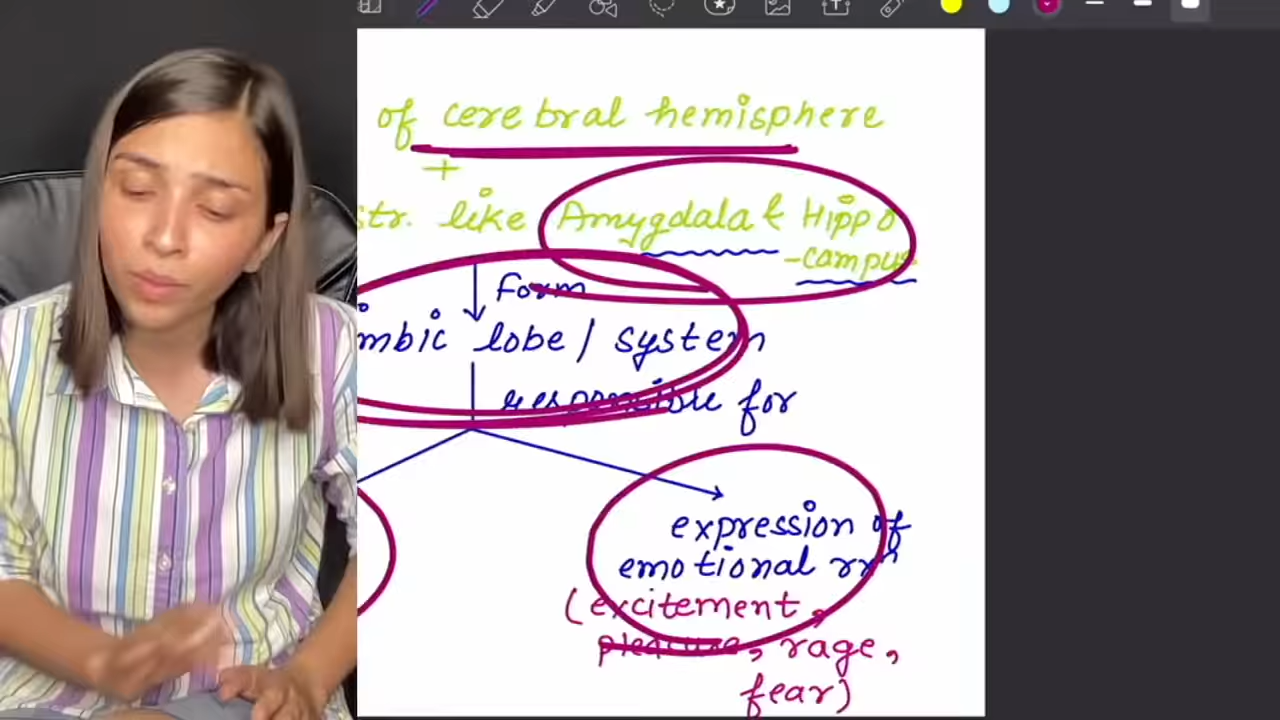 of cerebral hemisphere
+
str. like Amygdala & Hippo
-campus
form
mbic lobe / system
responsible for
expression of
emotional rxn
(excitement,
pleasure, rage,
fear)